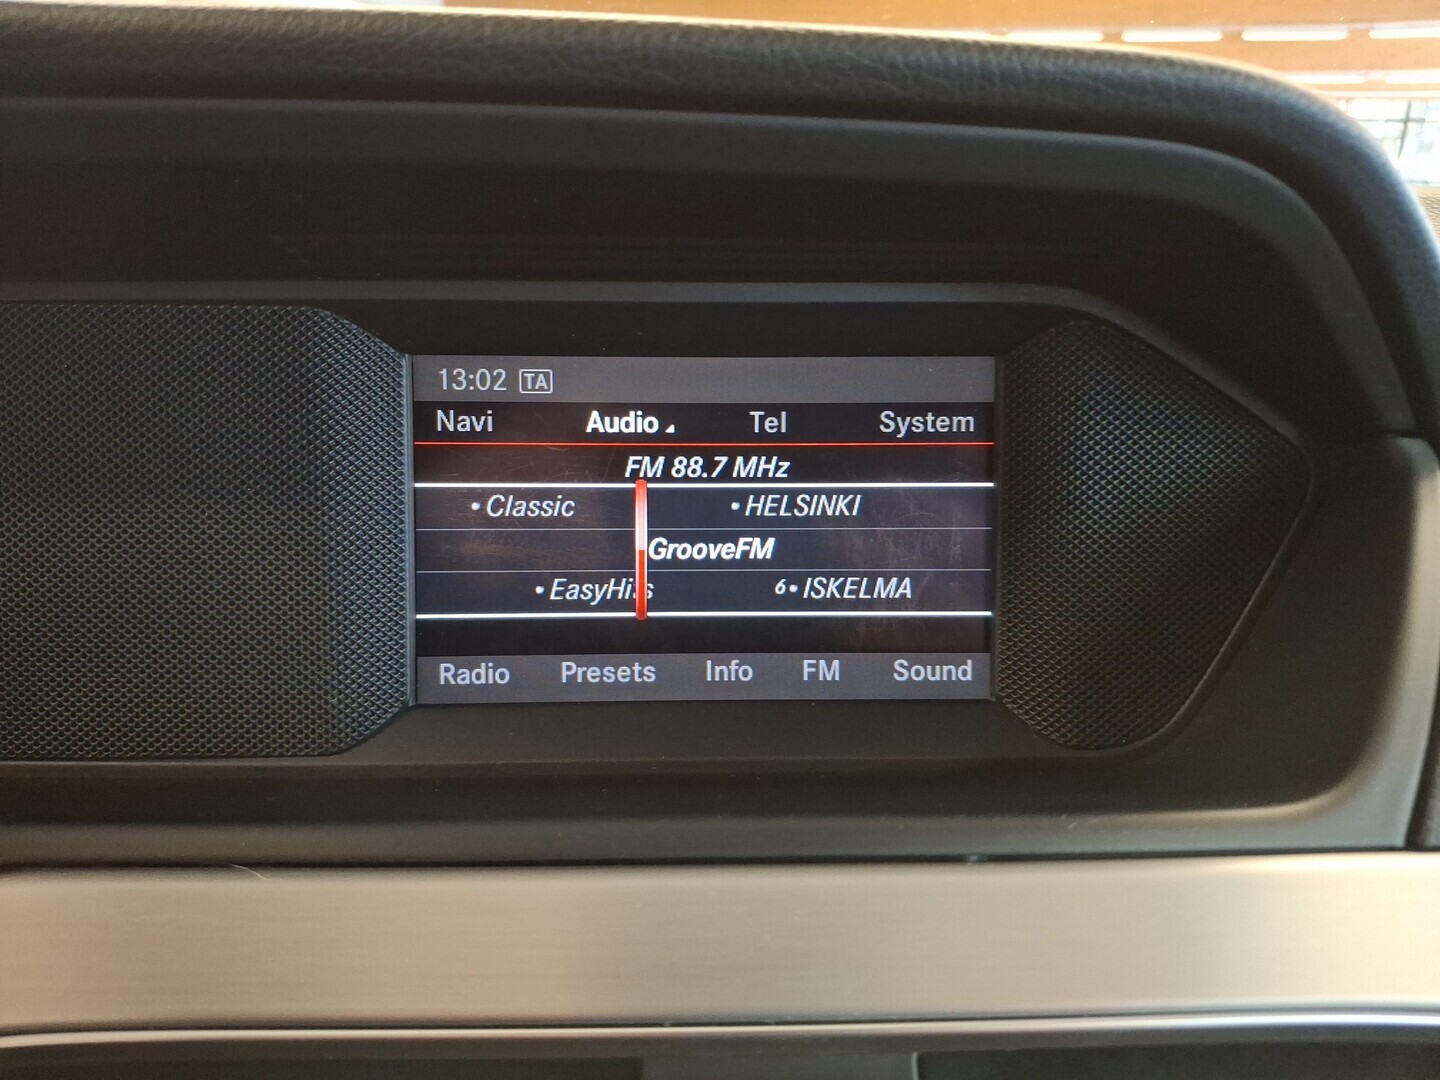 13:02 TA
Navi Audio Tel System
FM 88.7 MHz
• Classic • HELSINKI
GrooveFM
• EasyHits 6• ISKELMA
Radio Presets Info FM Sound